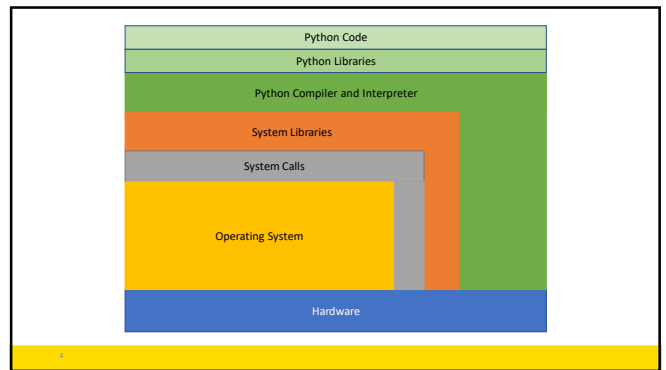 Python Code
Python Libraries
Python Compiler and Interpreter
System Libraries
System Calls
Operating System
Hardware
4